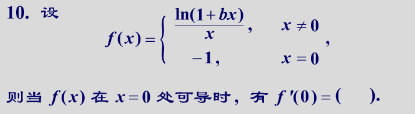 10. 设
f(x) = { ln(1+bx)/x, x ≠ 0
-1, x = 0 ,
则当 f(x) 在 x=0 处可导时, 有 f′(0) = (  ).